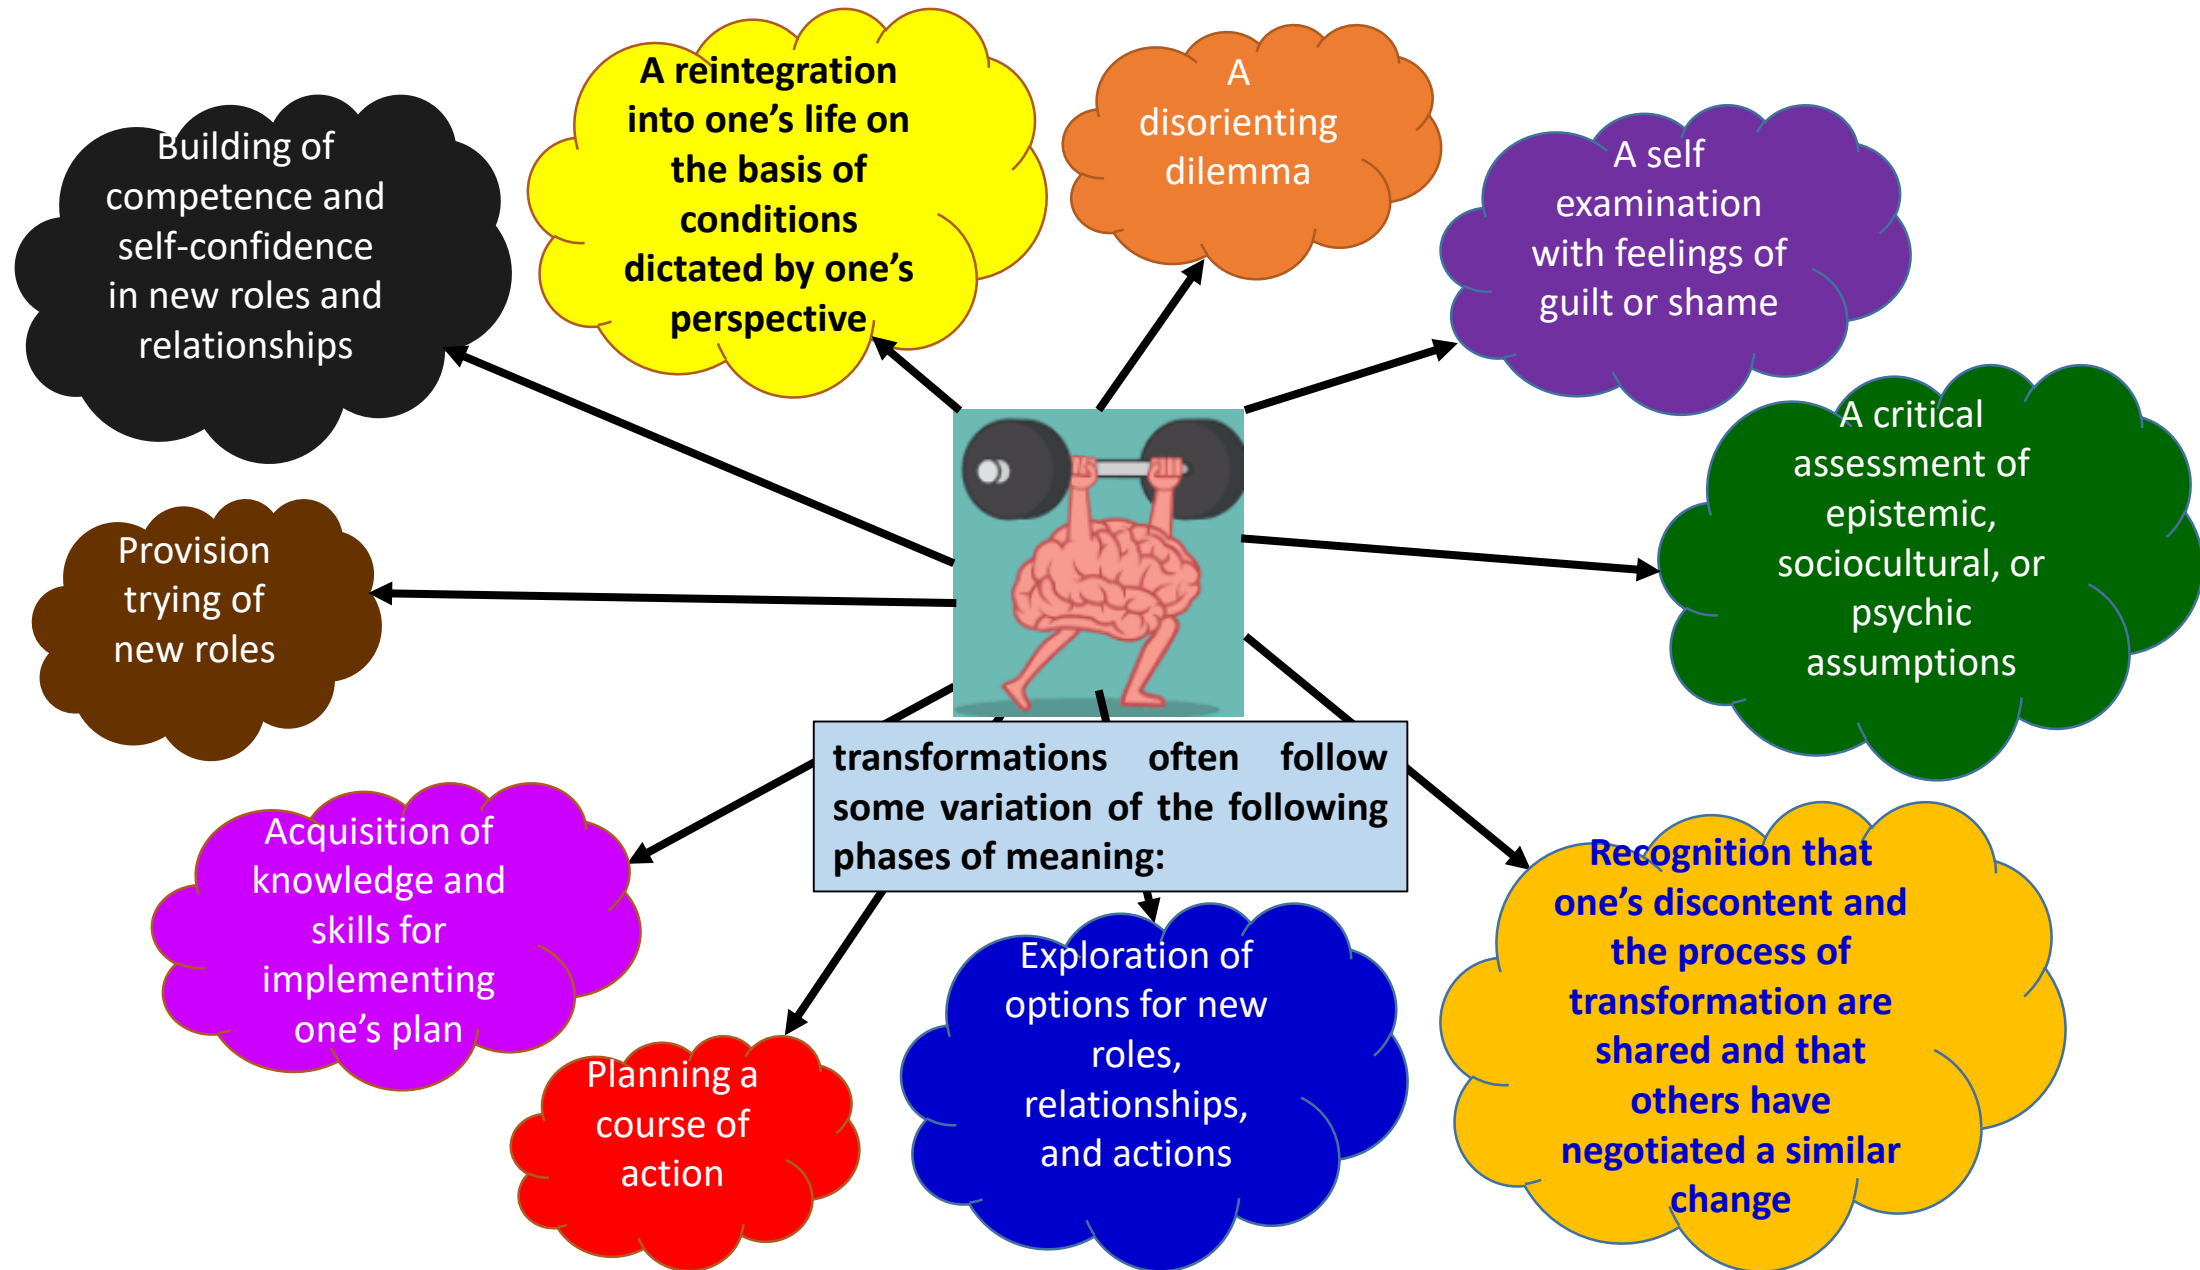 A
disorienting
dilemma
A self
examination
with feelings of
guilt or shame
A critical
assessment of
epistemic,
sociocultural, or
psychic
assumptions
Recognition that
one’s discontent and
the process of
transformation are
shared and that
others have
negotiated a similar
change
Exploration of
options for new
roles,
relationships,
and actions
Planning a
course of
action
Acquisition of
knowledge and
skills for
implementing
one’s plan
Provision
trying of
new roles
Building of
competence and
self-confidence
in new roles and
relationships
A reintegration
into one’s life on
the basis of
conditions
dictated by one’s
perspective
transformations often follow
some variation of the following
phases of meaning: